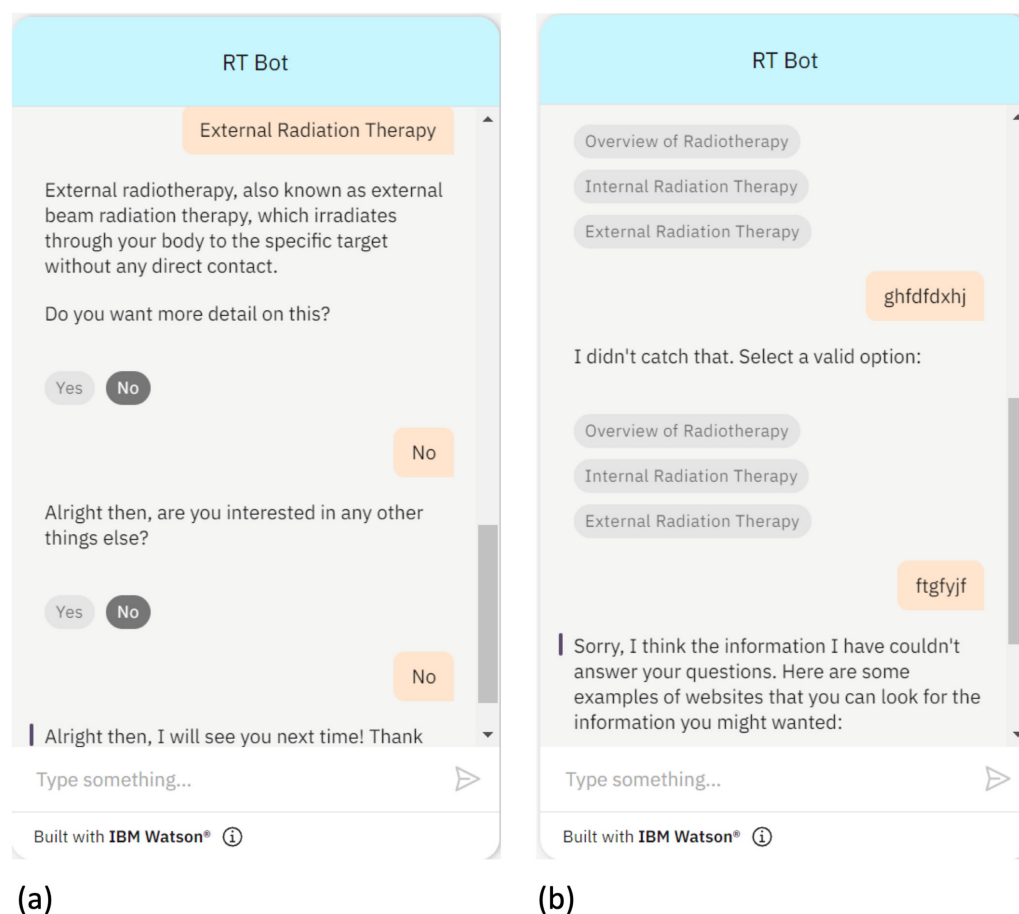 RT Bot
External Radiation Therapy
External radiotherapy, also known as external
beam radiation therapy, which irradiates
through your body to the specific target
without any direct contact.
Do you want more detail on this?
Yes No
No
Alright then, are you interested in any other
things else?
Yes No
No
Alright then, I will see you next time! Thank
Type something...
Built with IBM Watson®
(a)
RT Bot
Overview of Radiotherapy
Internal Radiation Therapy
External Radiation Therapy
ghfdfdxhj
I didn't catch that. Select a valid option:
Overview of Radiotherapy
Internal Radiation Therapy
External Radiation Therapy
ftgfyjf
Sorry, I think the information I have couldn't
answer your questions. Here are some
examples of websites that you can look for the
information you might wanted:
Type something...
Built with IBM Watson®
(b)